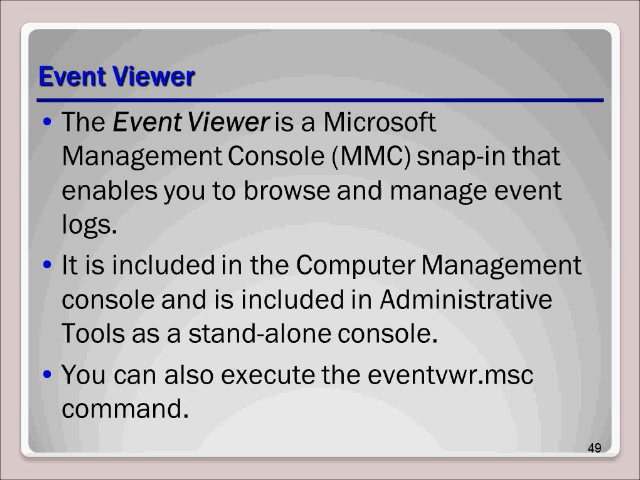 Event Viewer
• The Event Viewer is a Microsoft
Management Console (MMC) snap-in that
enables you to browse and manage event
logs.
• It is included in the Computer Management
console and is included in Administrative
Tools as a stand-alone console.
• You can also execute the eventvwr.msc
command.
49